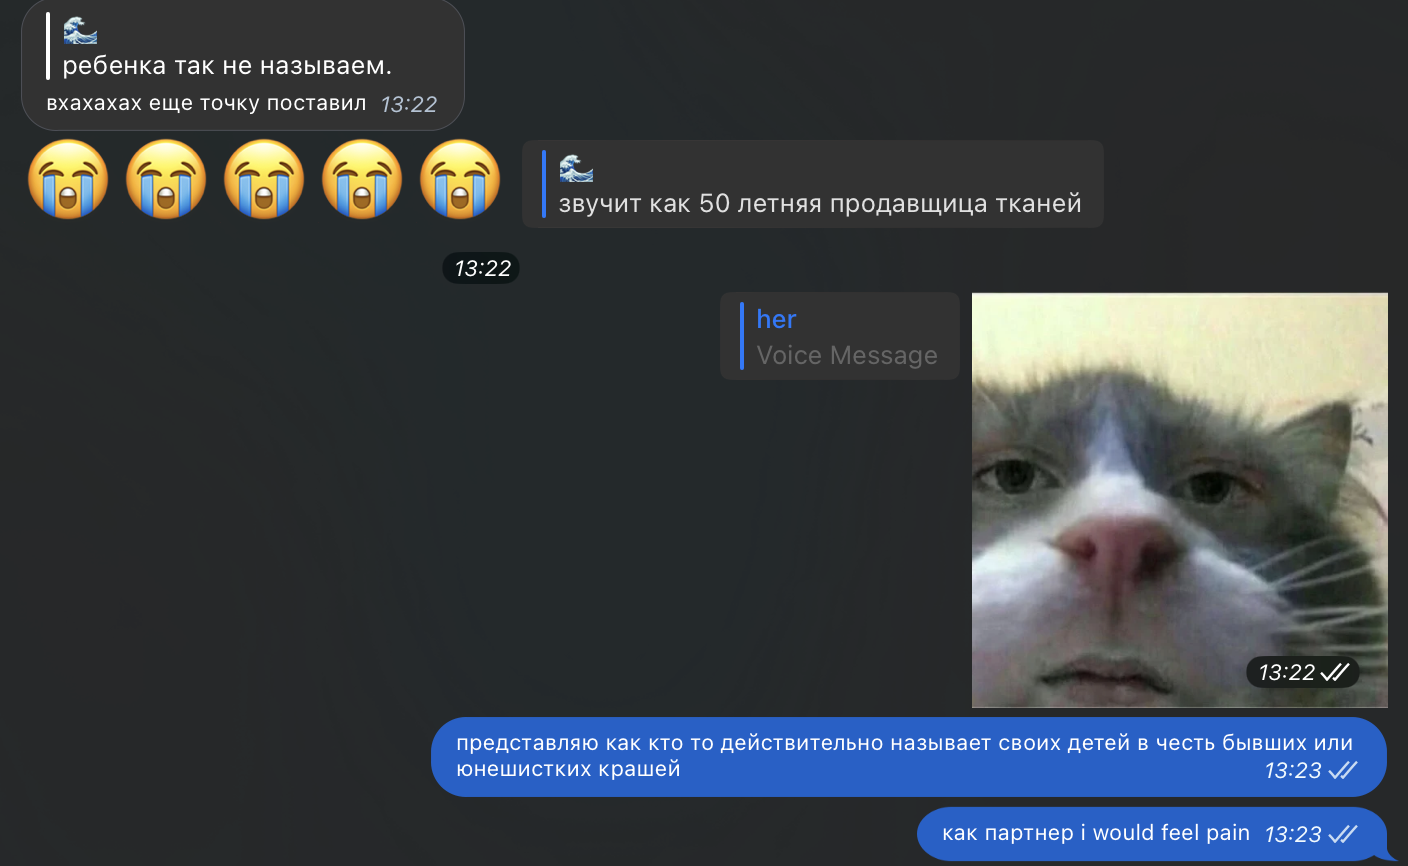 🌊
ребенка так не называем.
вхахахах еще точку поставил 13:22
😭😭😭😭😭
🌊
звучит как 50 летняя продавщица тканей
13:22
her
Voice Message
13:22
представляю как кто то действительно называет своих детей в честь бывших или
юнешистких крашей 13:23
как партнер i would feel pain 13:23